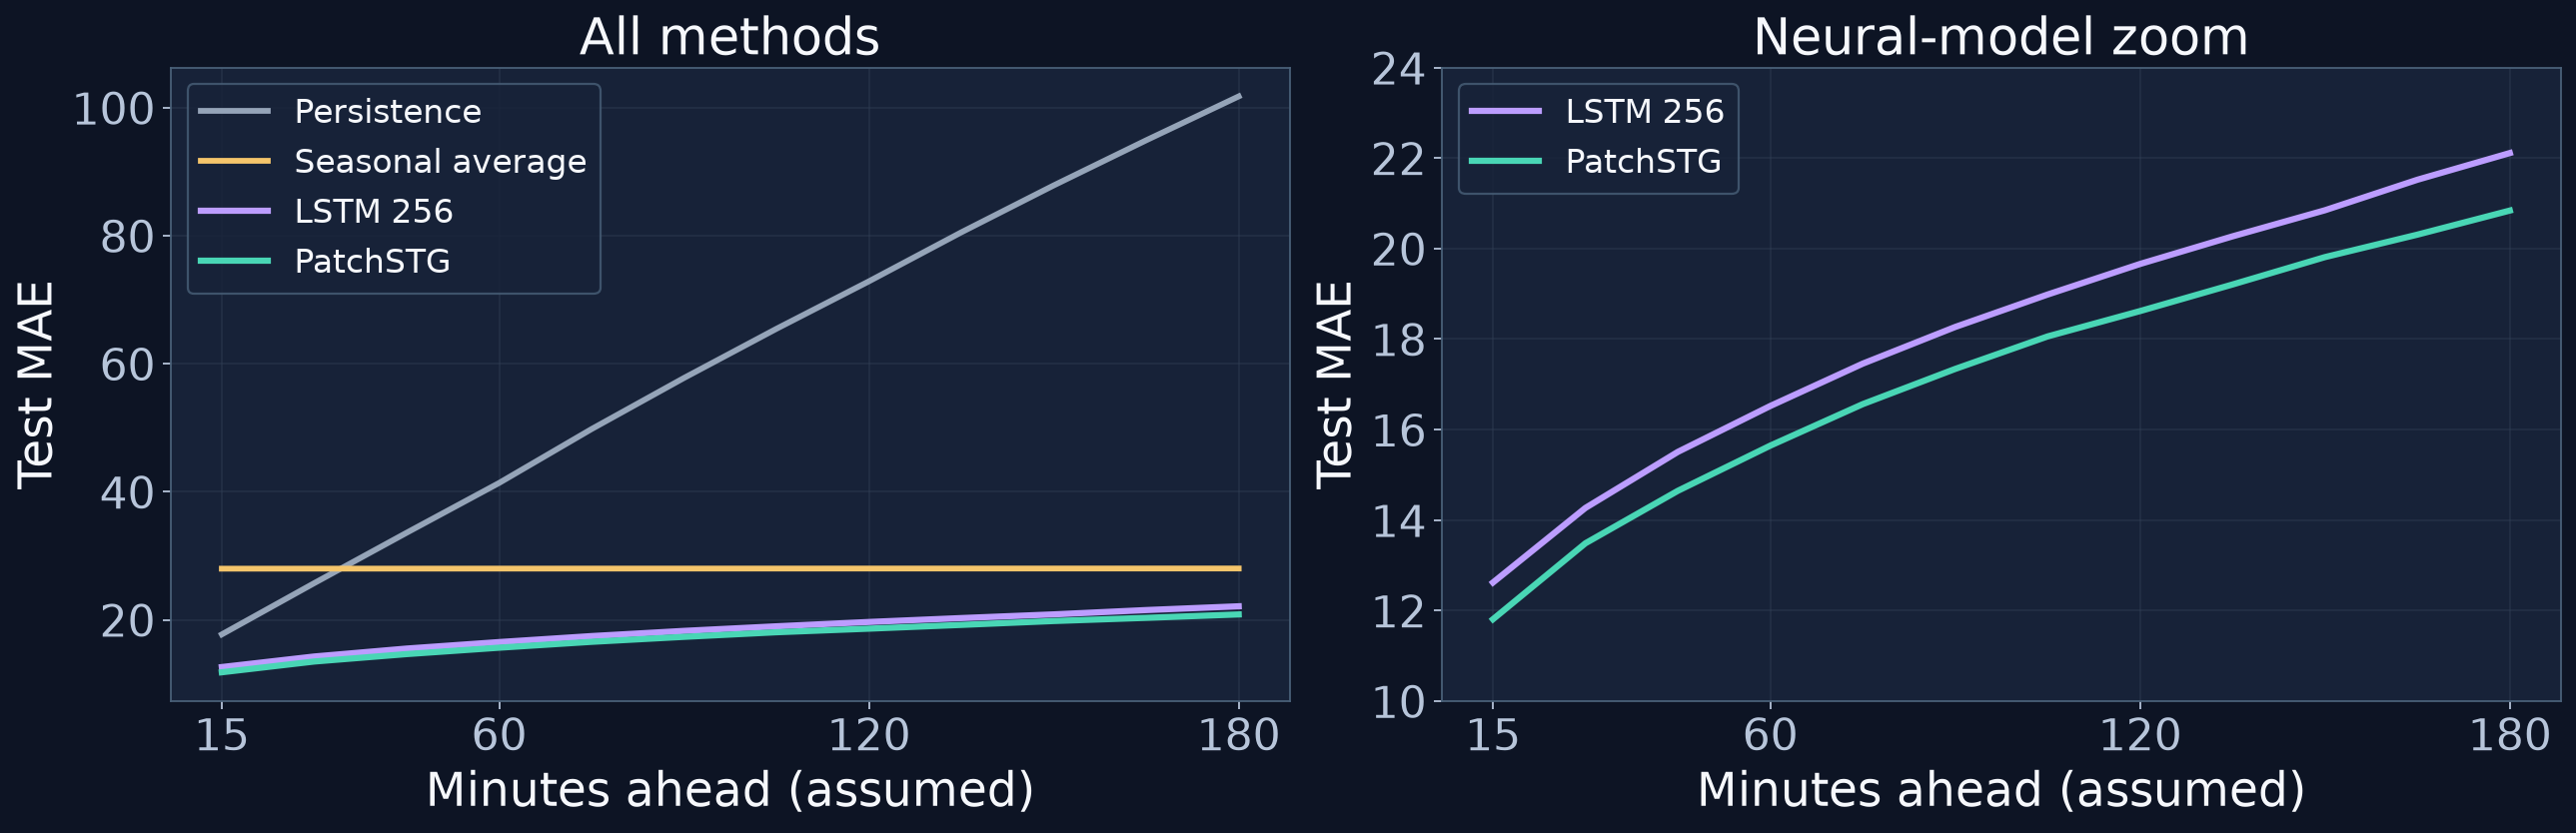 All methods
Persistence
Seasonal average
LSTM 256
PatchSTG
100
80
60
40
20
Test MAE
15 60 120 180
Minutes ahead (assumed)
Neural-model zoom
LSTM 256
PatchSTG
24
22
20
18
16
14
12
10
Test MAE
15 60 120 180
Minutes ahead (assumed)